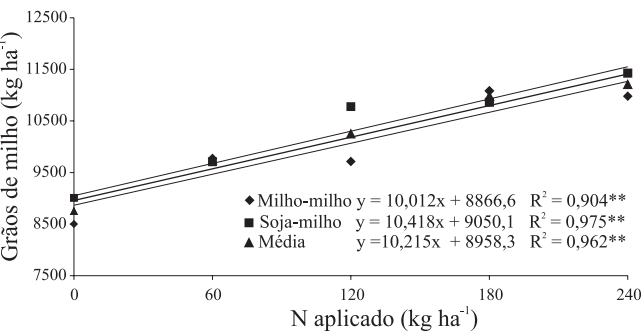 Grãos de milho (kg ha⁻¹)
13500
11500
10500
9500
8500
7500
Milho-milho y = 10,012x + 8866,6 R² = 0,904**
Soja-milho y = 10,418x + 9050,1 R² = 0,975**
Média y =10,215x + 8958,3 R² = 0,962**
0 60 120 180 240
N aplicado (kg ha⁻¹)